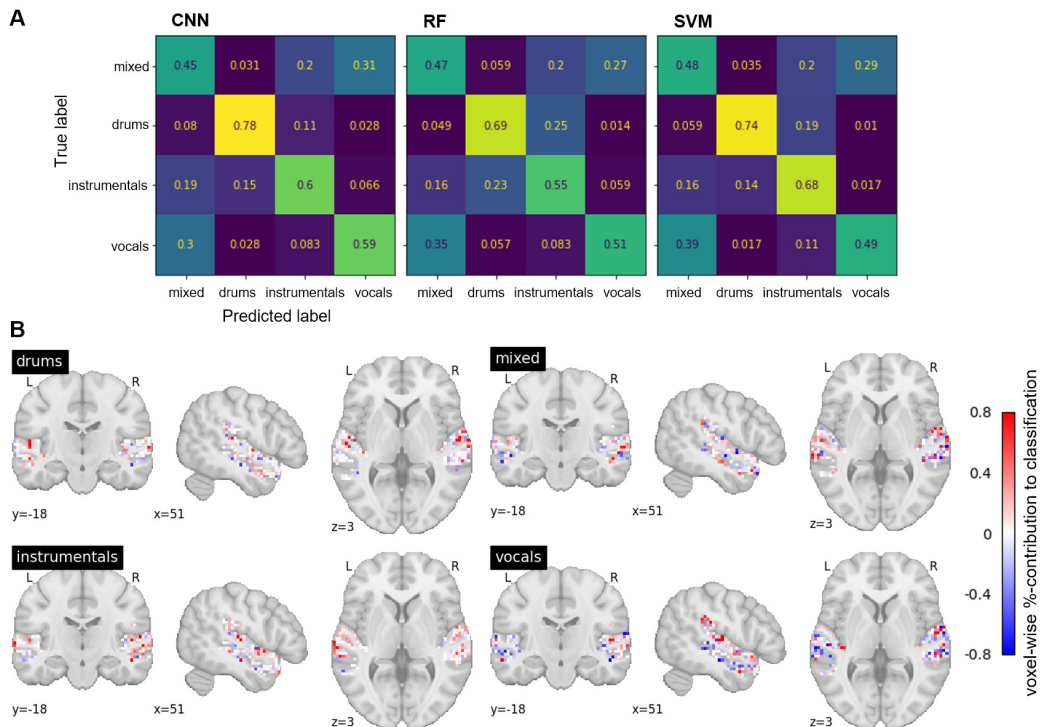 A
CNN RF SVM
True label
mixed 0.45 0.031 0.2 0.31 0.47 0.059 0.2 0.27 0.48 0.035 0.2 0.29
drums 0.08 0.78 0.11 0.028 0.049 0.69 0.25 0.014 0.059 0.74 0.19 0.01
instrumentals 0.19 0.15 0.6 0.066 0.16 0.23 0.55 0.059 0.16 0.14 0.68 0.017
vocals 0.3 0.028 0.083 0.59 0.35 0.057 0.083 0.51 0.39 0.017 0.11 0.49
mixed drums instrumentals vocals mixed drums instrumentals vocals mixed drums instrumentals vocals
Predicted label
B
drums
L R L R
y=-18 x=51 z=3
mixed
L R L R
y=-18 x=51 z=3
instrumentals
L R L R
y=-18 x=51 z=3
vocals
L R L R
y=-18 x=51 z=3
0.8
0.4
0
-0.4
-0.8
voxel-wise %-contribution to classification